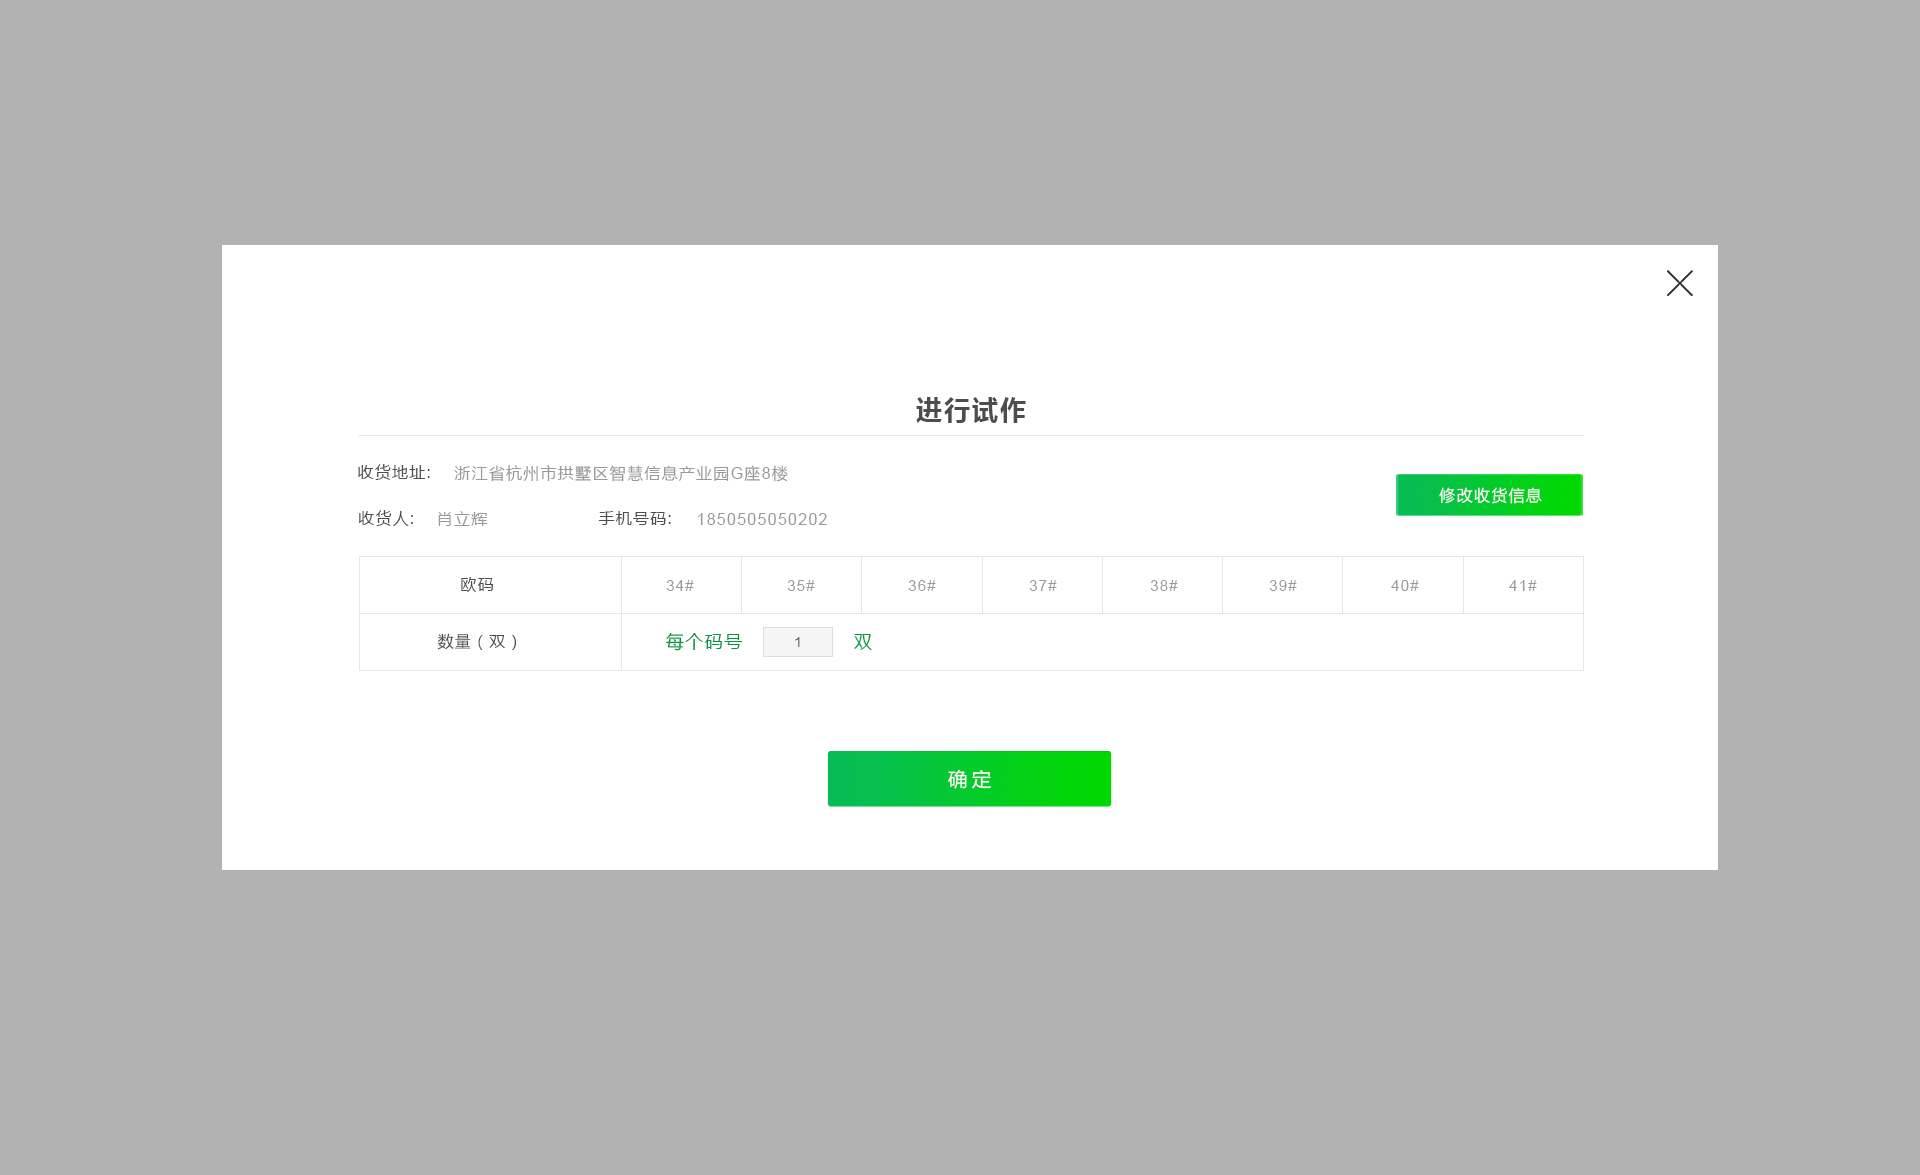 进行试作
收货地址: 浙江省杭州市拱墅区智慧信息产业园G座8楼
修改收货信息
收货人: 肖立辉 手机号码: 1850505050202
欧码 34# 35# 36# 37# 38# 39# 40# 41#
数量 ( 双 ) 每个码号 1 双
确定